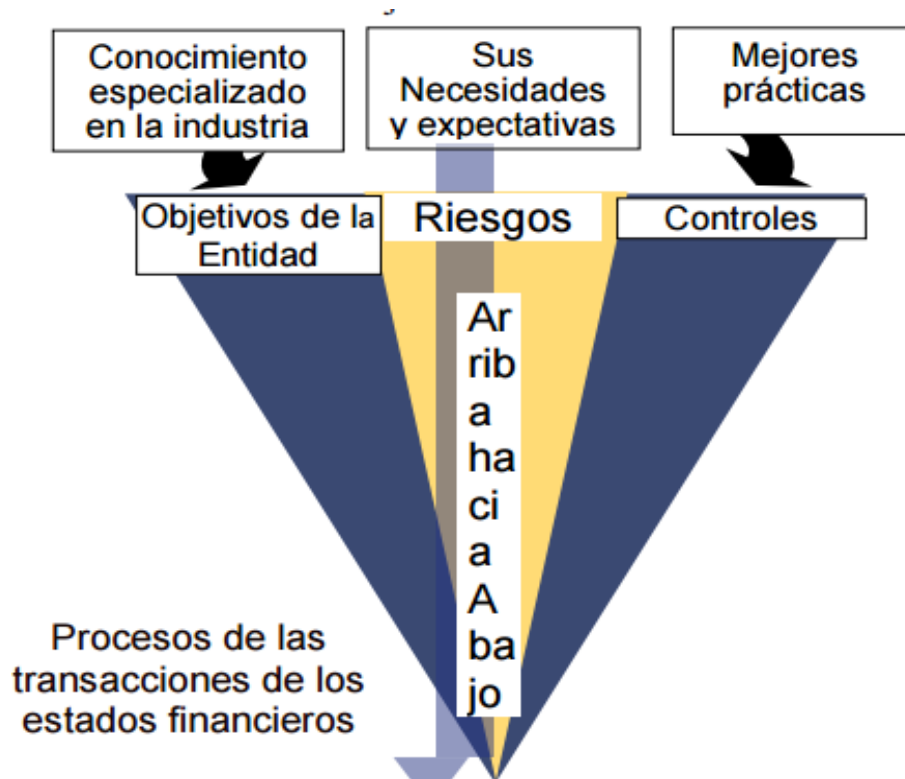 Conocimiento
especializado
en la industria
Sus
Necesidades
y expectativas
Mejores
prácticas
Objetivos de la
Entidad
Riesgos
Controles
Ar
rib
a
ha
ci
a
A
ba
jo
Procesos de las
transacciones de los
estados financieros